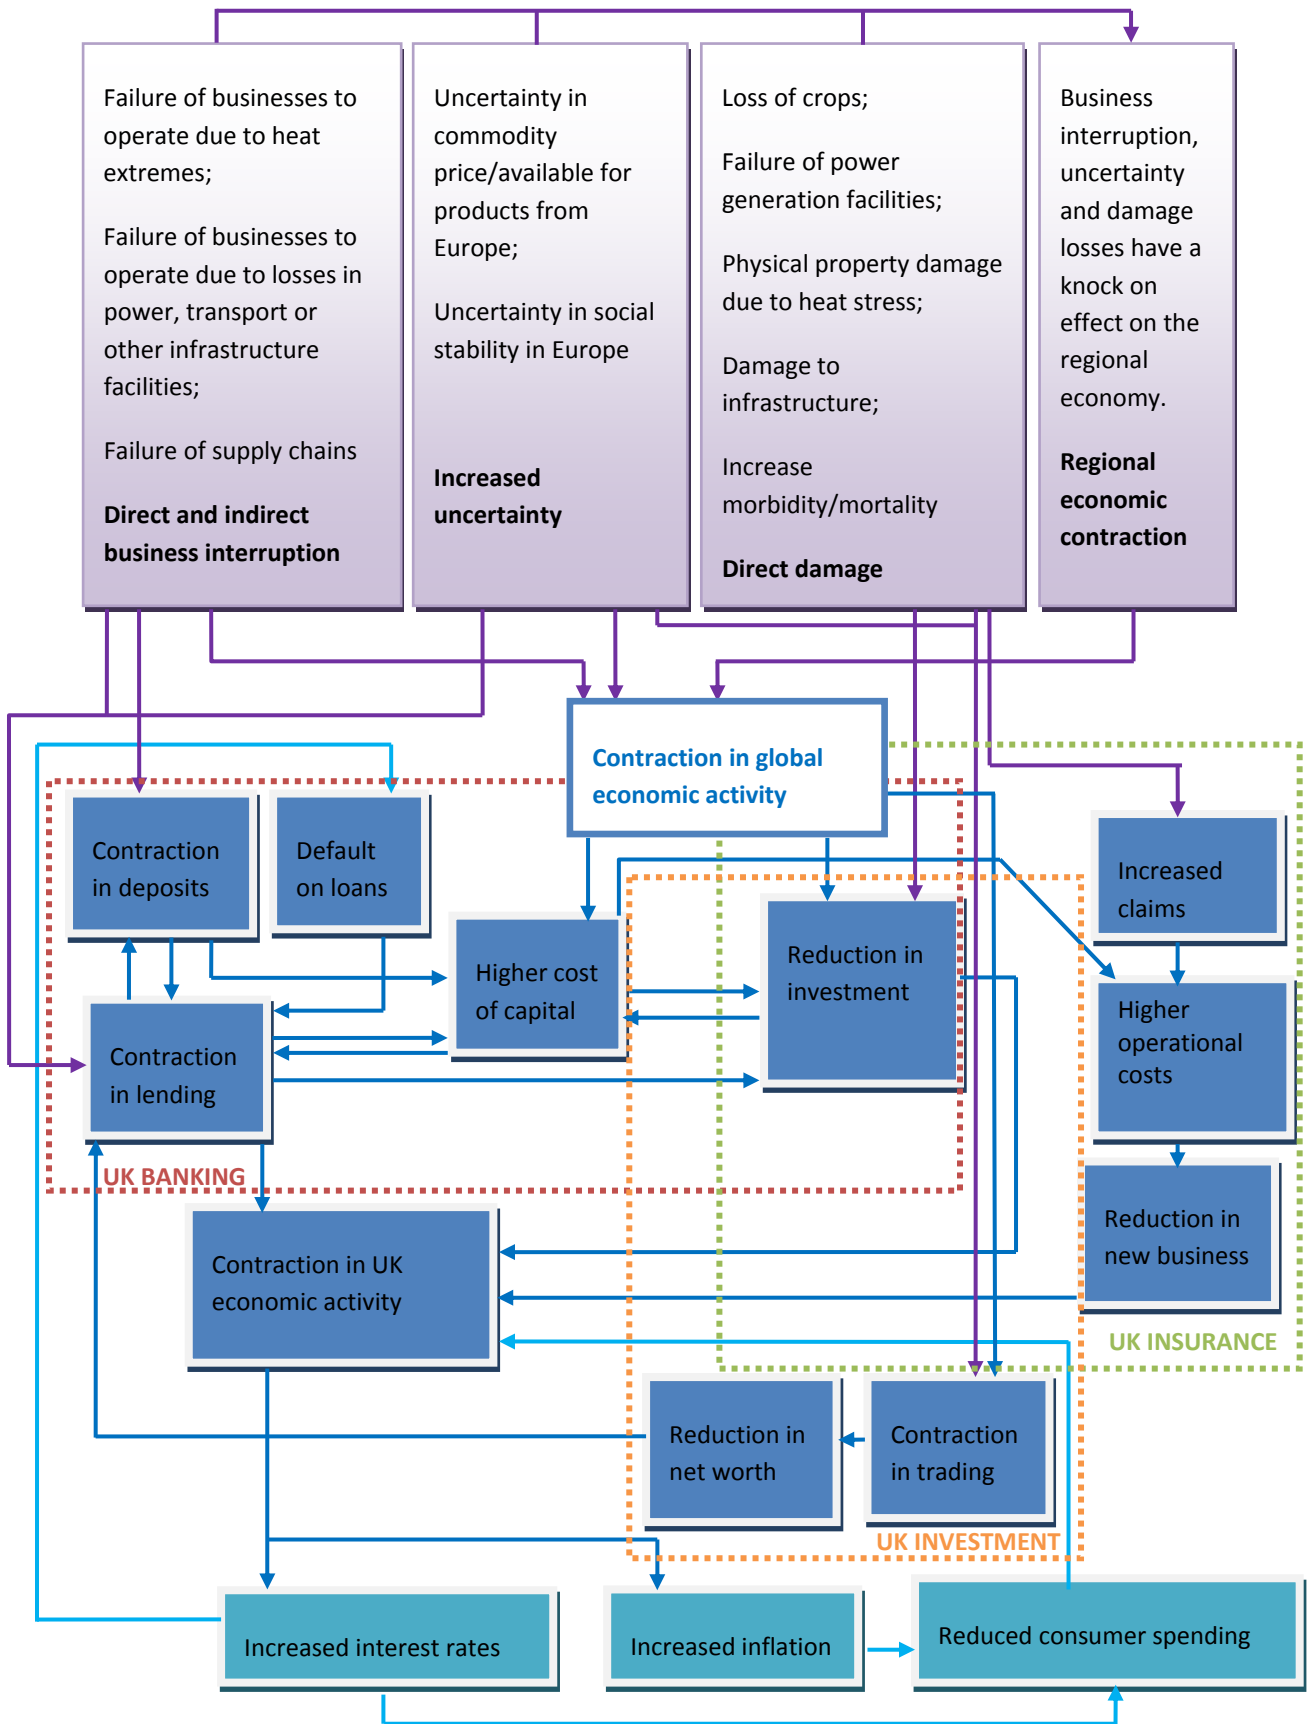 Failure of businesses to
operate due to heat
extremes;
Failure of businesses to
operate due to losses in
power, transport or
other infrastructure
facilities;
Failure of supply chains
Direct and indirect
business interruption
Uncertainty in
commodity
price/available for
products from
Europe;
Uncertainty in social
stability in Europe
Increased
uncertainty
Loss of crops;
Failure of power
generation facilities;
Physical property damage
due to heat stress;
Damage to
infrastructure;
Increase
morbidity/mortality
Direct damage
Business
interruption,
uncertainty
and damage
losses have a
knock on
effect on the
regional
economy.
Regional
economic
contraction
Contraction in global
economic activity
Contraction
in deposits
Default
on loans
Increased
claims
Higher cost
of capital
Reduction in
investment
Higher
operational
costs
Contraction
in lending
UK BANKING
Reduction in
new business
Contraction in UK
economic activity
UK INSURANCE
Reduction in
net worth
Contraction
in trading
UK INVESTMENT
Increased interest rates
Increased inflation
Reduced consumer spending